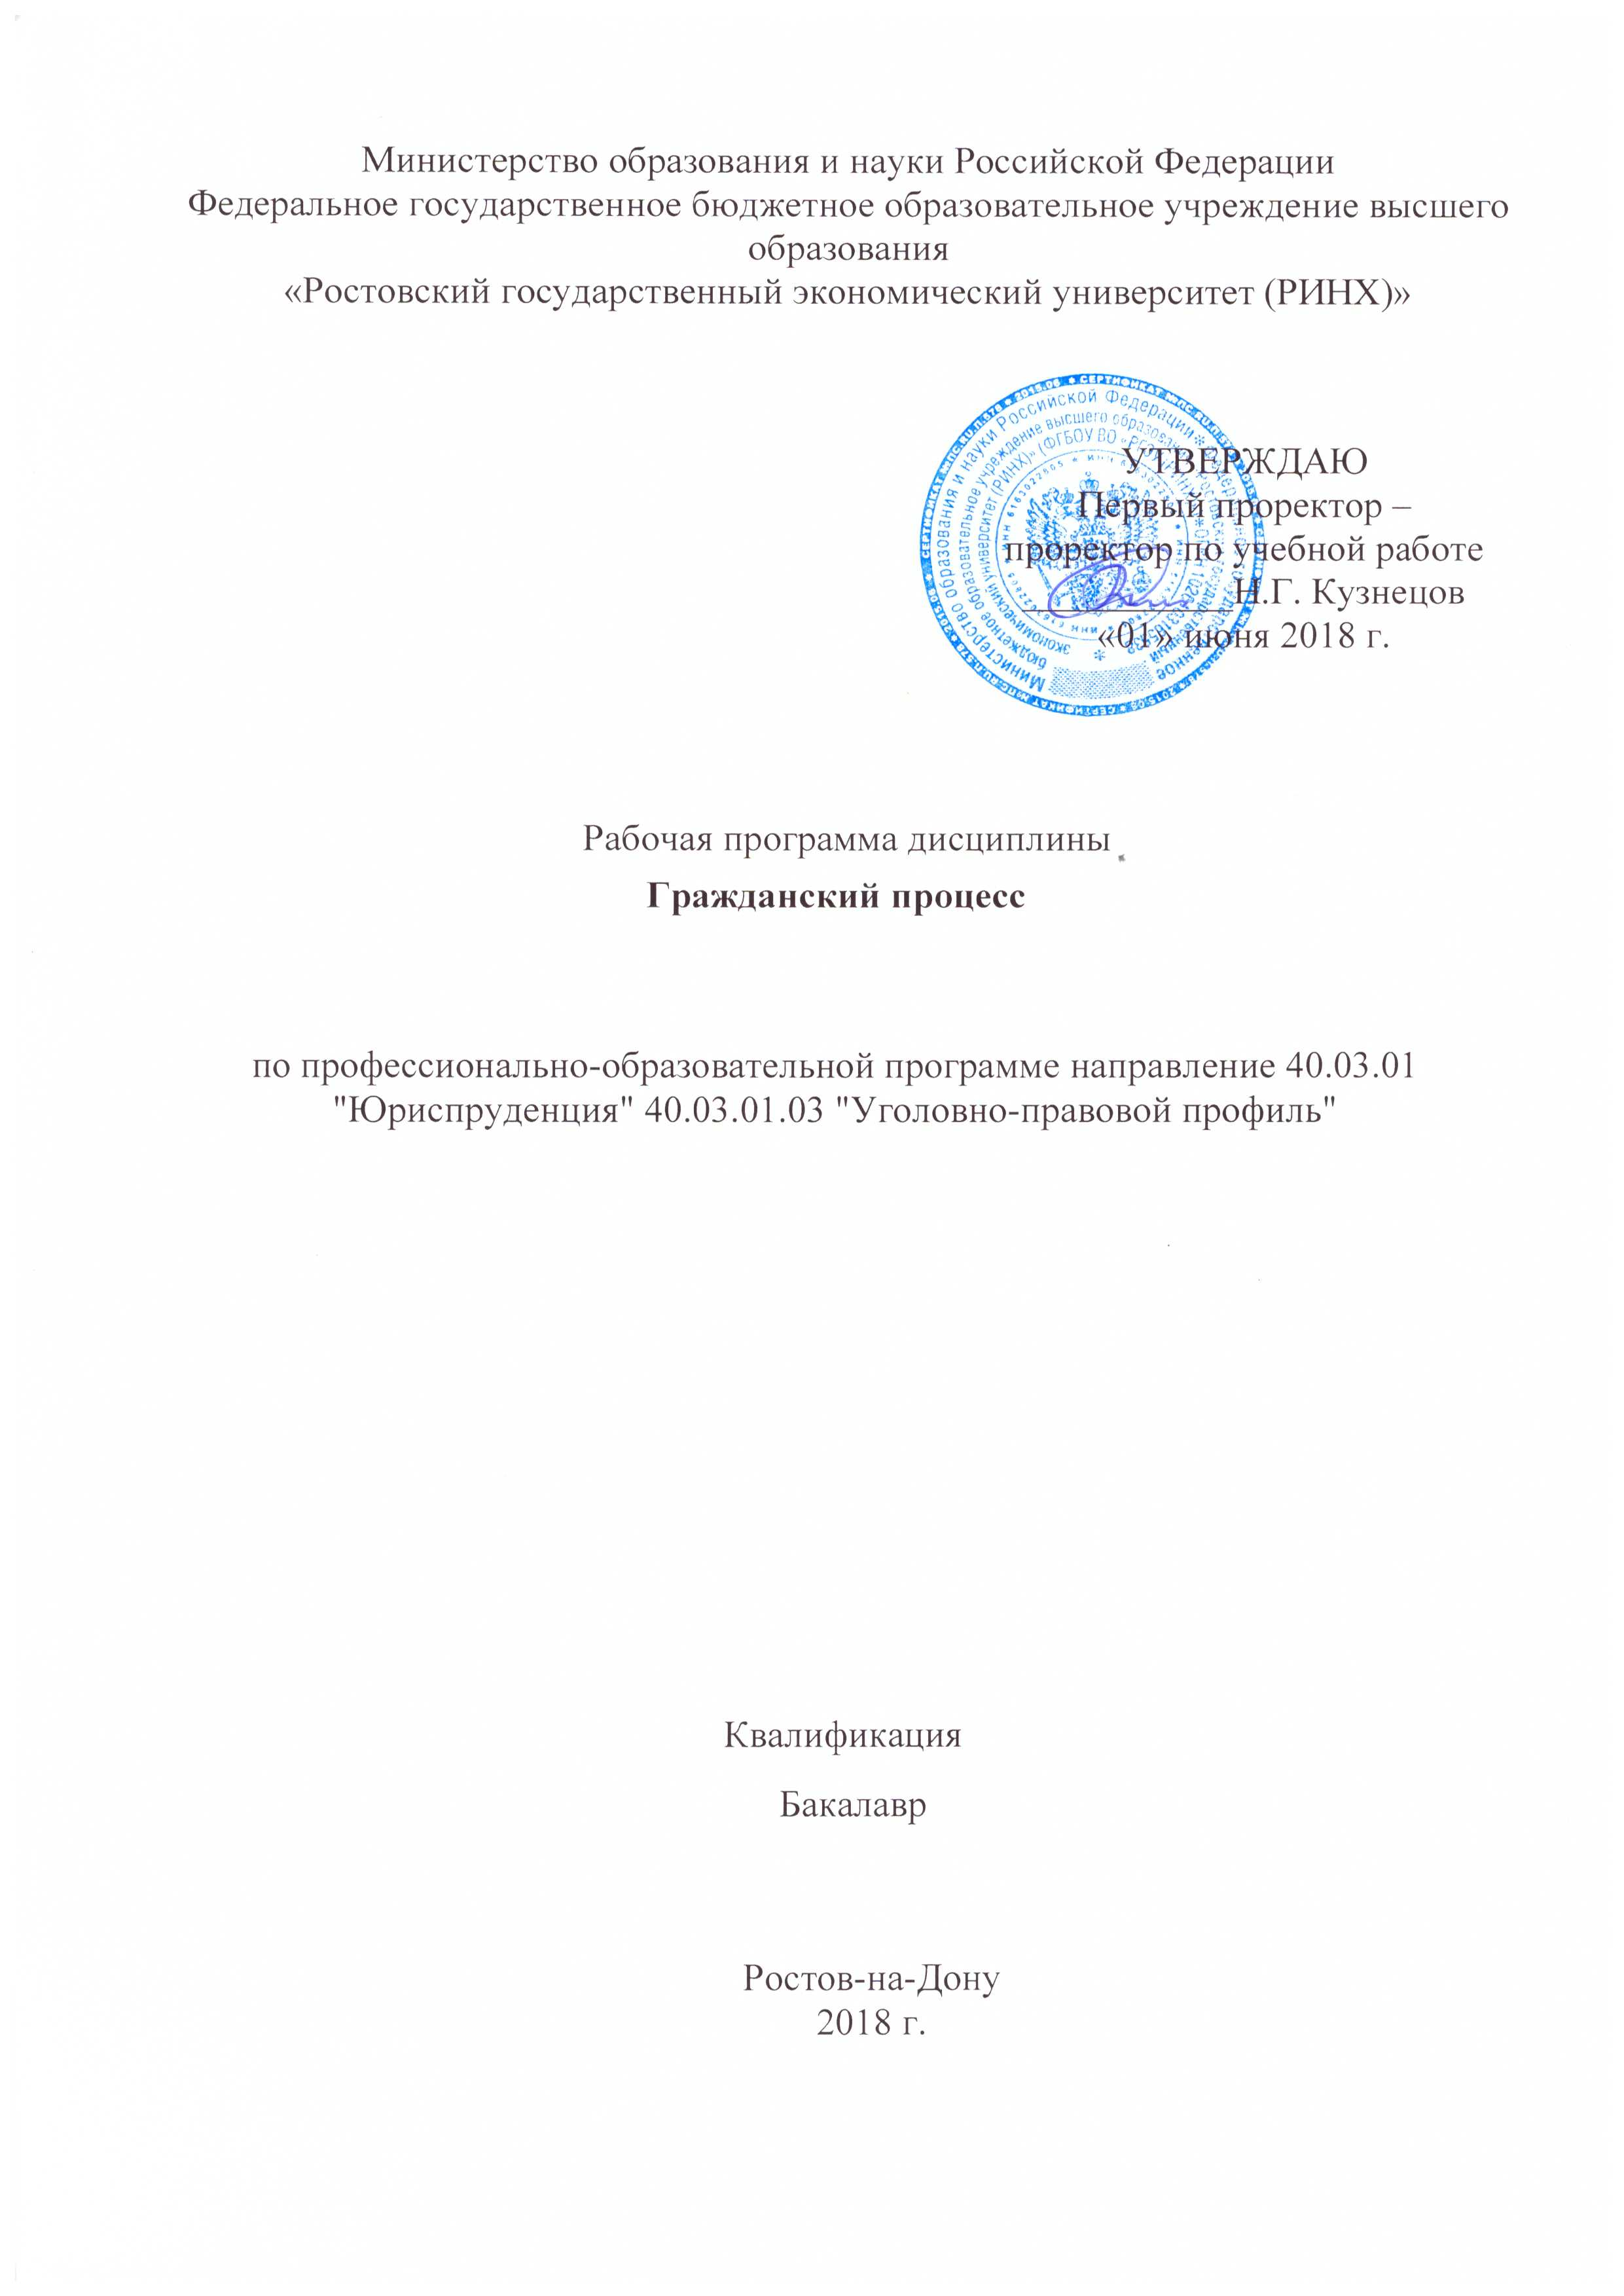 Министерство образования и науки Российской Федерации
Федеральное государственное бюджетное образовательное учреждение высшего
образования
«Ростовский государственный экономический университет (РИНХ)»
УТВЕРЖДАЮ
Первый проректор –
проректор по учебной работе
Н.Г. Кузнецов
«01» июня 2018 г.
Рабочая программа дисциплины
Гражданский процесс
по профессионально-образовательной программе направление 40.03.01
"Юриспруденция" 40.03.01.03 "Уголовно-правовой профиль"
Квалификация
Бакалавр
Ростов-на-Дону
2018 г.